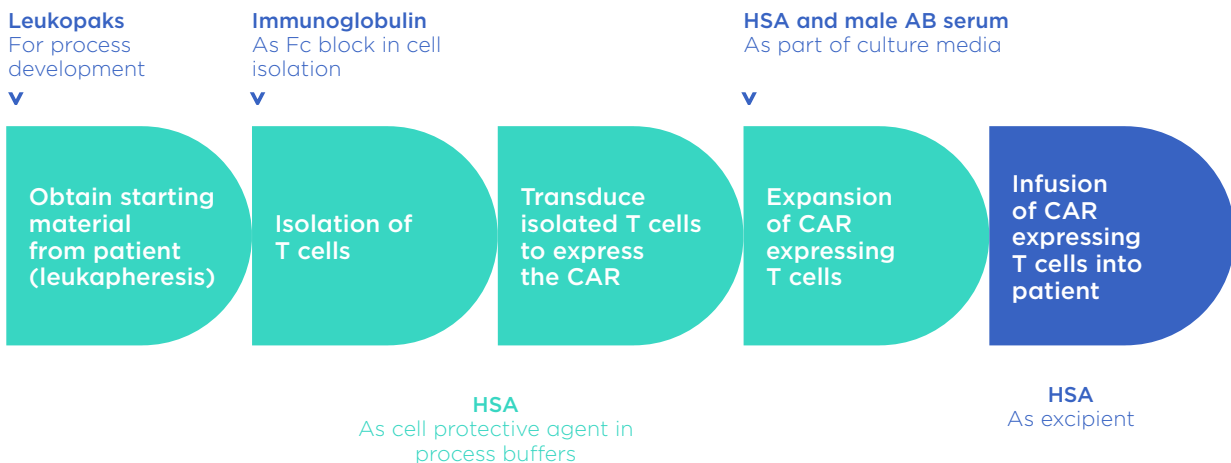 Leukopaks
For process
development
Immunoglobulin
As Fc block in cell
isolation
HSA and male AB serum
As part of culture media
Obtain starting
material
from patient
(leukapheresis)
Isolation of
T cells
Transduce
isolated T cells
to express
the CAR
Expansion
of CAR
expressing
T cells
Infusion
of CAR
expressing
T cells into
patient
HSA
As cell protective agent in
process buffers
HSA
As excipient